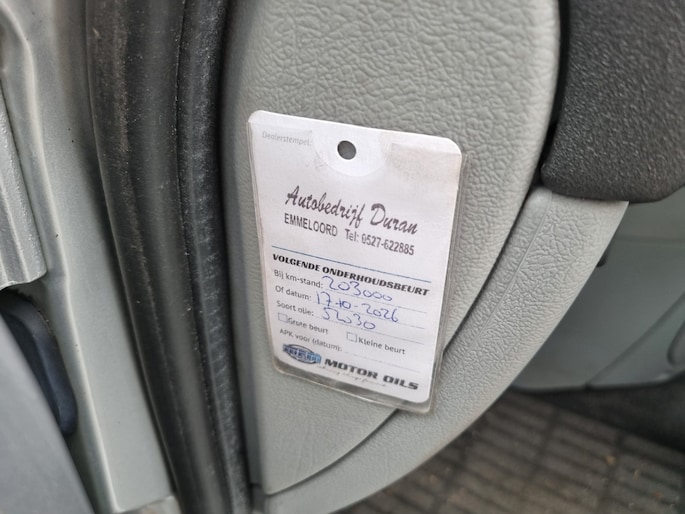 Dealerstempel:
Autobedrijf Duran
EMMELOORD Tel: 0527-622885
VOLGENDE ONDERHOUDSBEURT
Bij km-stand: 203000
Of datum: 17-10-2026
Soort olie: 5W30
Grote beurt Kleine beurt
APK voor (datum):
MOTOR OILS